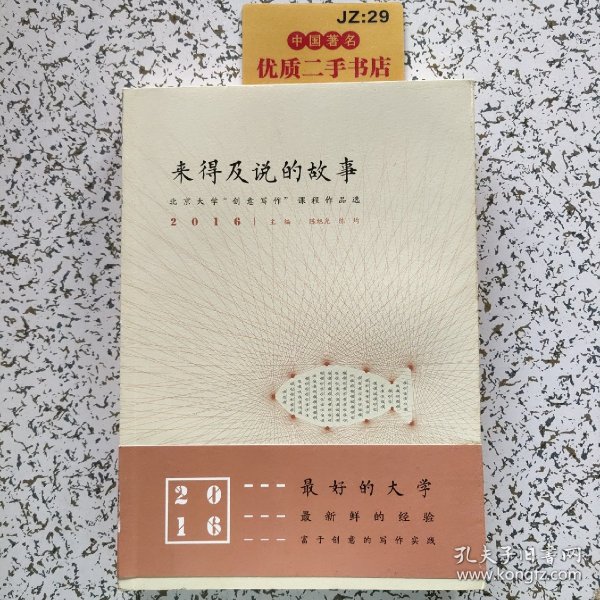 JZ:29
中国著名
优质二手书店
来得及说的故事
北京大学“创意写作”课程作品选
2016 | 主编 / 陈旭光 陈均
2016
最好的大学
最新鲜的经验
富于创意的写作实践
孔夫子旧书网
www.kongfz.com